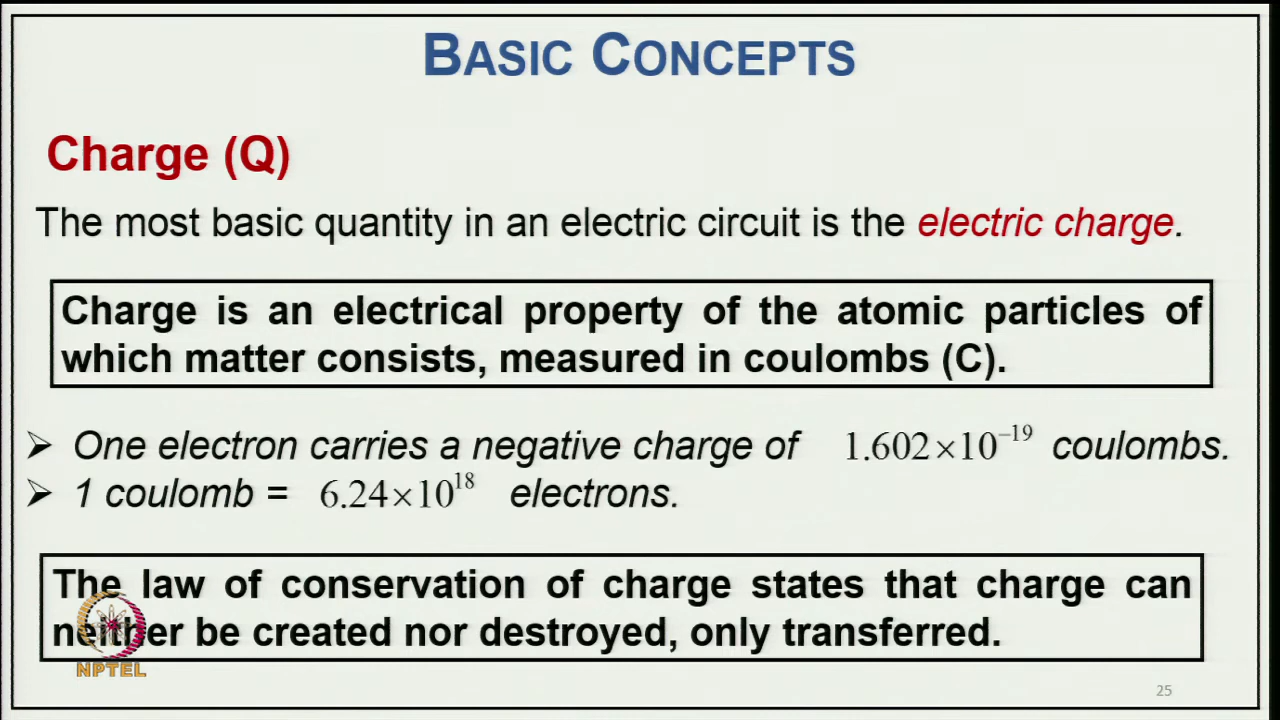 BASIC CONCEPTS
Charge (Q)
The most basic quantity in an electric circuit is the electric charge.
Charge is an electrical property of the atomic particles of
which matter consists, measured in coulombs (C).
➢ One electron carries a negative charge of 1.602×10⁻¹⁹ coulombs.
➢ 1 coulomb = 6.24×10¹⁸ electrons.
The law of conservation of charge states that charge can
neither be created nor destroyed, only transferred.
NPTEL
25